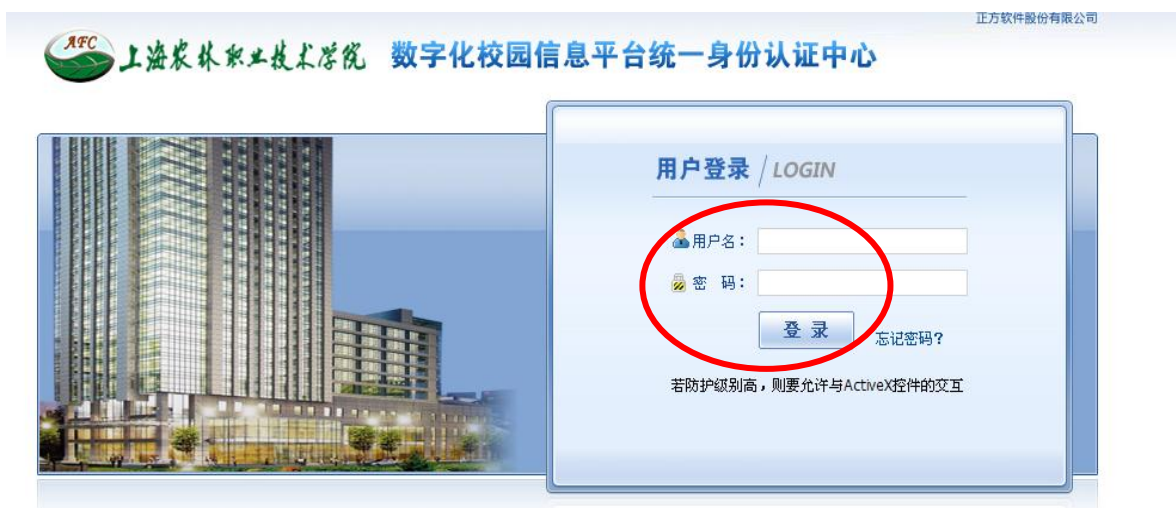 正方软件股份有限公司
AFC 上海农林职业技术学院 数字化校园信息平台统一身份认证中心
用户登录 / LOGIN
用户名：
密 码：
登 录 忘记密码?
若防护级别高，则要允许与ActiveX控件的交互